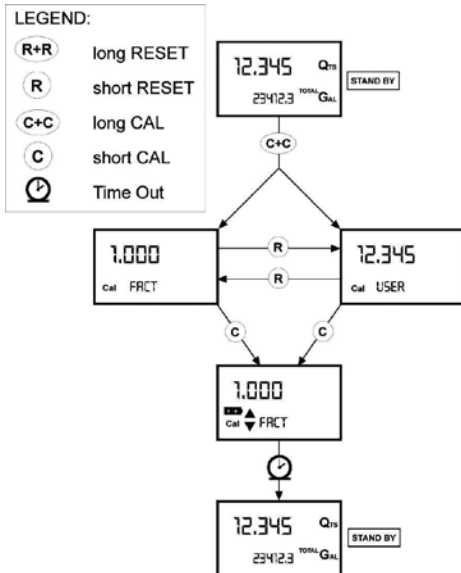 LEGEND:
R+R long RESET
R short RESET
C+C long CAL
C short CAL
Time Out
12.345 QTS
23412.3 TOTAL GAL
STAND BY
C+C
1.000
Cal FACT
R
R
12.345
Cal USER
C
C
1.000
Cal FACT
12.345 QTS
23412.3 TOTAL GAL
STAND BY